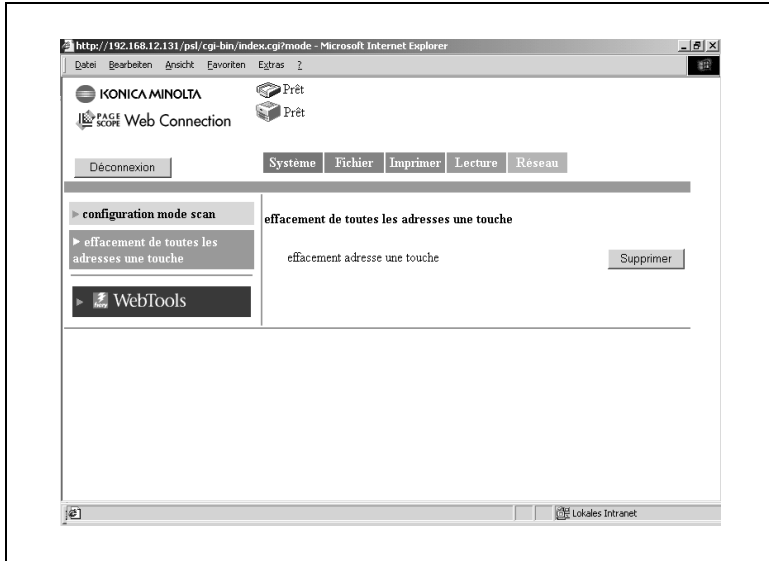 http://192.168.12.131/psl/cgi-bin/index.cgi?mode - Microsoft Internet Explorer
Datei Bearbeiten Ansicht Favoriten Extras ?
KONICA MINOLTA
Prêt
PAGE SCOPE Web Connection
Prêt
Déconnexion
Système Fichier Imprimer Lecture Réseau
configuration mode scan
effacement de toutes les adresses une touche
effacement de toutes les
adresses une touche
effacement adresse une touche
Supprimer
WebTools
Lokales Intranet